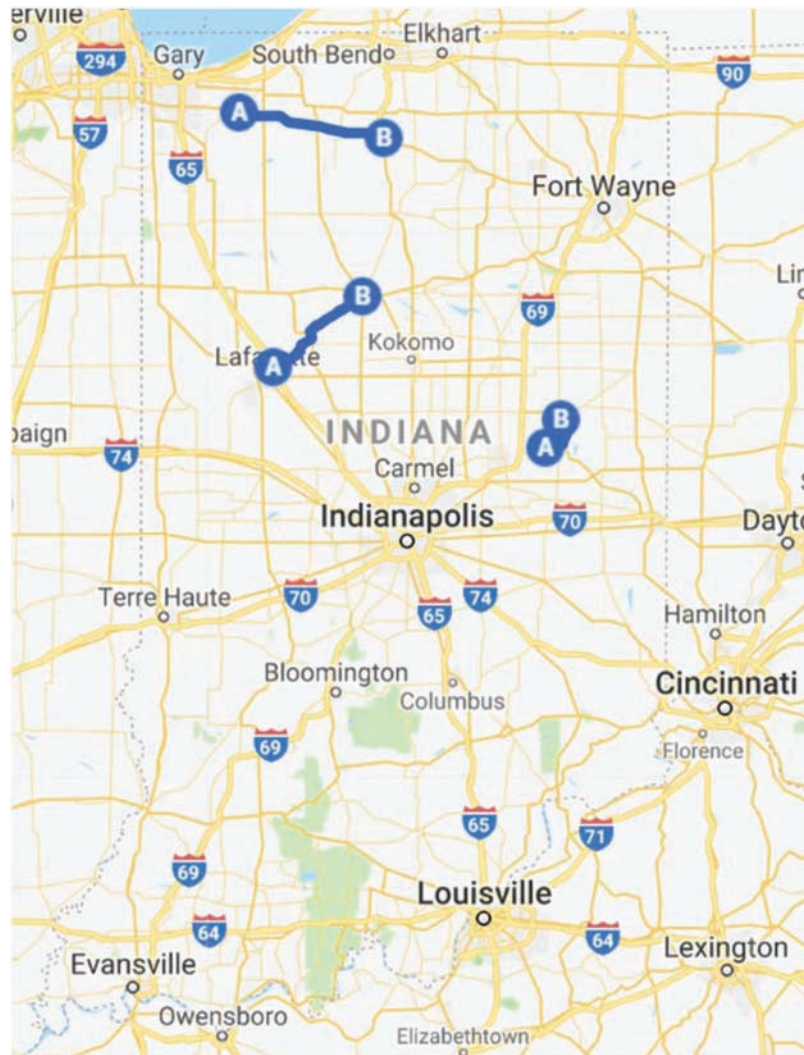 erville
Elkhart
294
Gary
South Bend
90
A
57
B
65
Fort Wayne
B
Lin
69
Kokomo
Lafa
tte
A
B
INDIANA
A
paign
74
Carmel
Indianapolis
70
Dayto
Terre Haute
70
65
74
Hamilton
Bloomington
Columbus
Cincinnati
69
Florence
65
71
69
Louisville
64
64
Evansville
Lexington
Owensboro
Elizabethtown